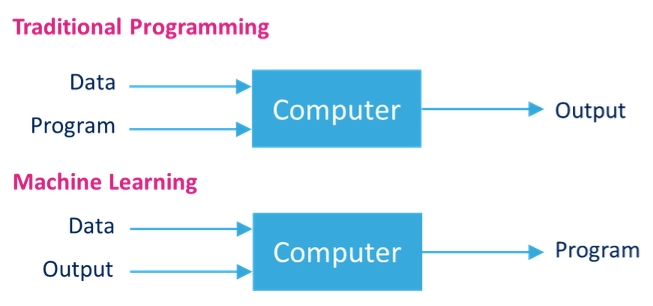 Traditional Programming
Data
Program
Computer
Output
Machine Learning
Data
Output
Computer
Program